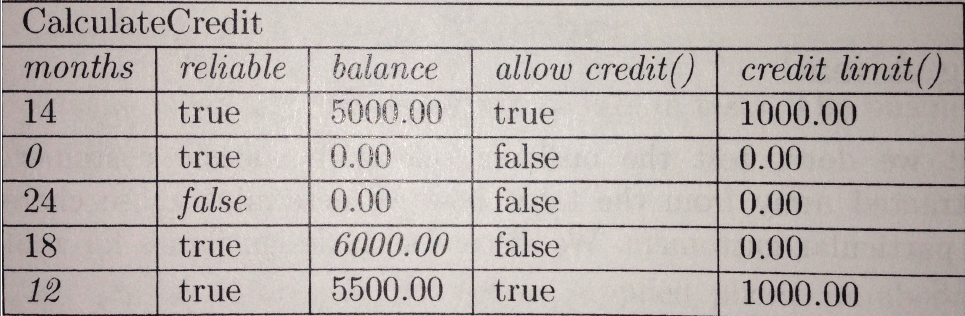 CalculateCredit
months reliable balance allow credit() credit limit()
14 true 5000.00 true 1000.00
0 true 0.00 false 0.00
24 false 0.00 false 0.00
18 true 6000.00 false 0.00
12 true 5500.00 true 1000.00